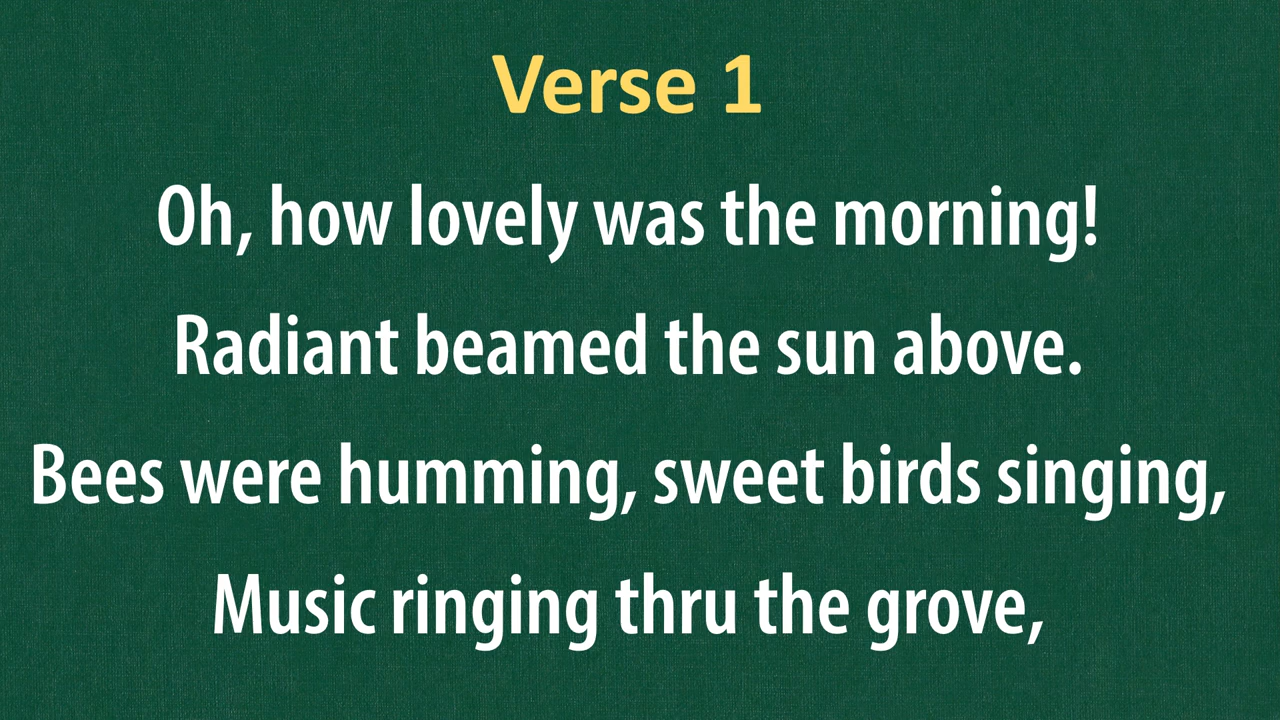 Verse 1
Oh, how lovely was the morning!
Radiant beamed the sun above.
Bees were humming, sweet birds singing,
Music ringing thru the grove,